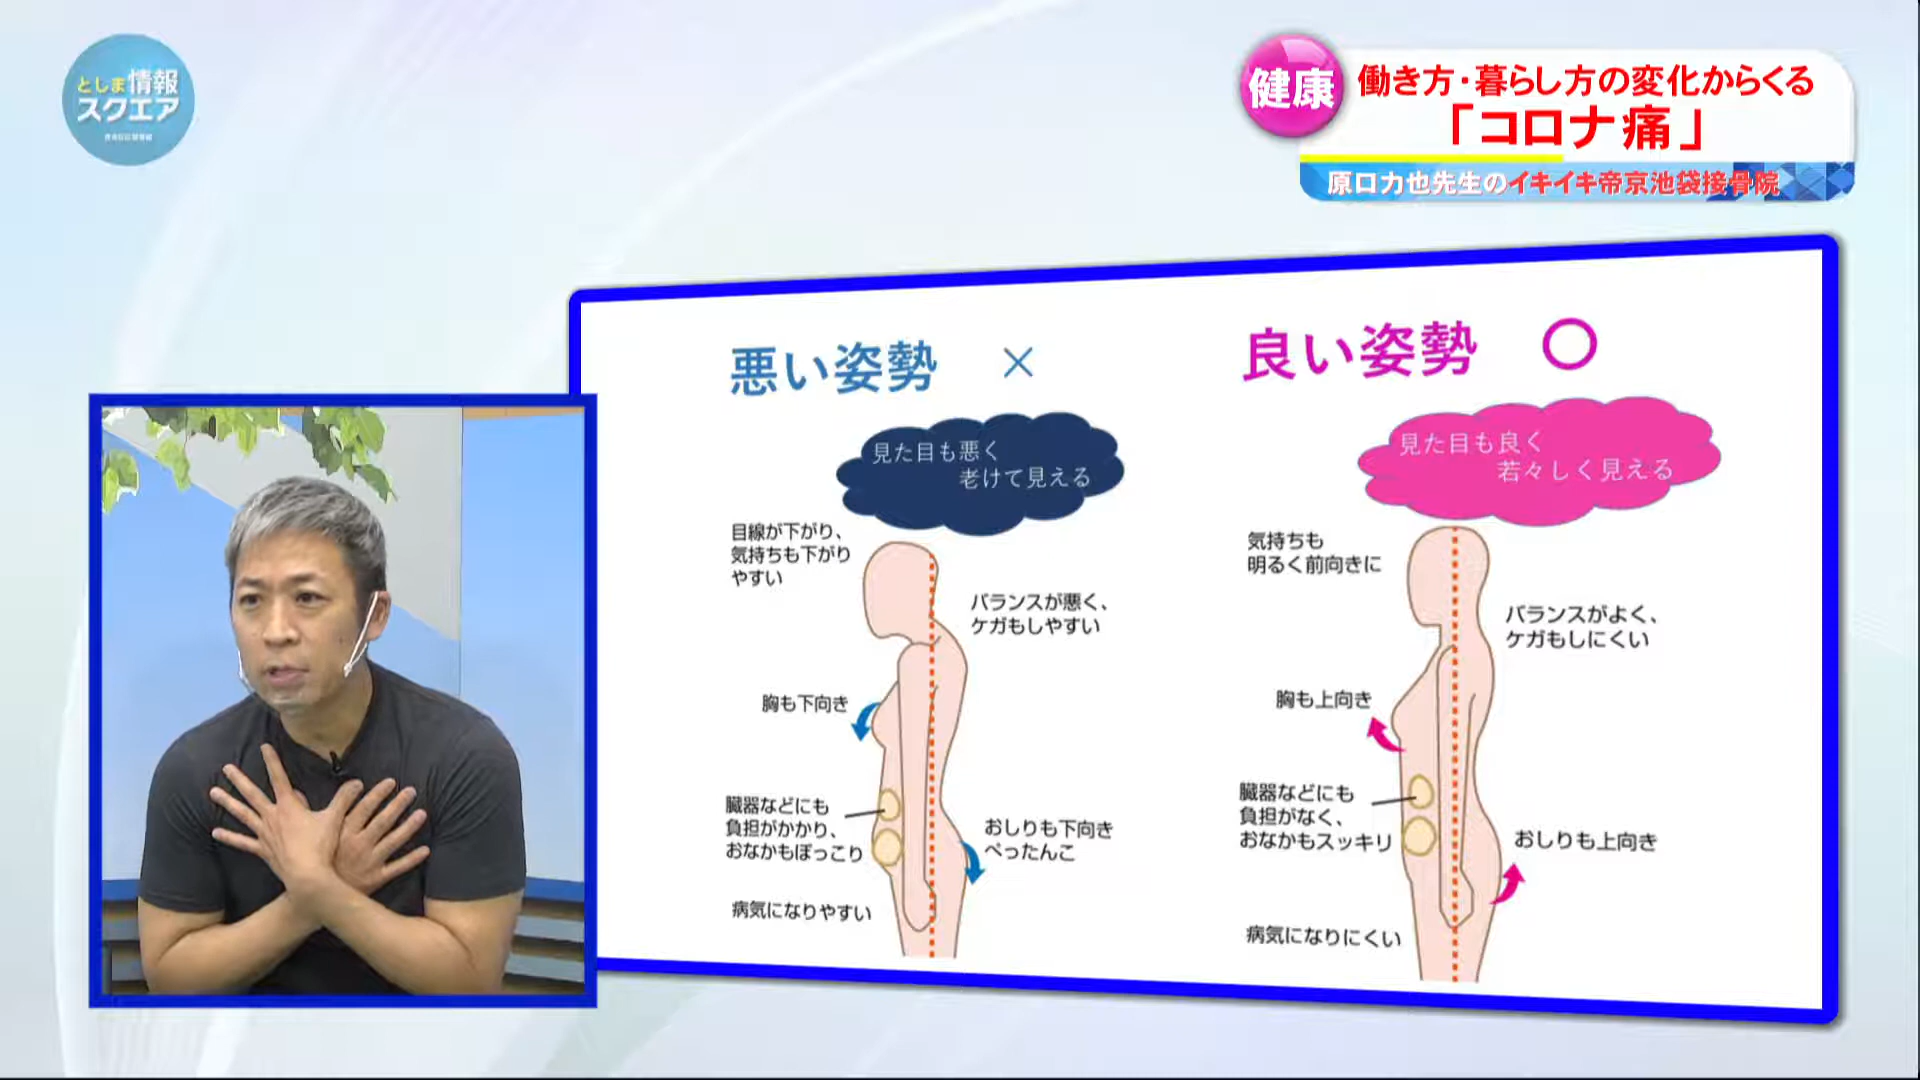 としま情報
スクエア
健康
働き方・暮らし方の変化からくる
「コロナ痛」
原口力也先生のイキイキ帝京池袋接骨院
悪い姿勢 ×
見た目も悪く
老けて見える
目線が下がり、
気持ちも下がり
やすい
バランスが悪く、
ケガもしやすい
胸も下向き
臓器などにも
負担がかかり、
おなかもぽっこり
おしりも下向き
ぺったんこ
病気になりやすい
良い姿勢 ○
見た目も良く
若々しく見える
気持ちも
明るく前向きに
バランスがよく、
ケガもしにくい
胸も上向き
臓器などにも
負担がなく、
おなかもスッキリ
おしりも上向き
病気になりにくい